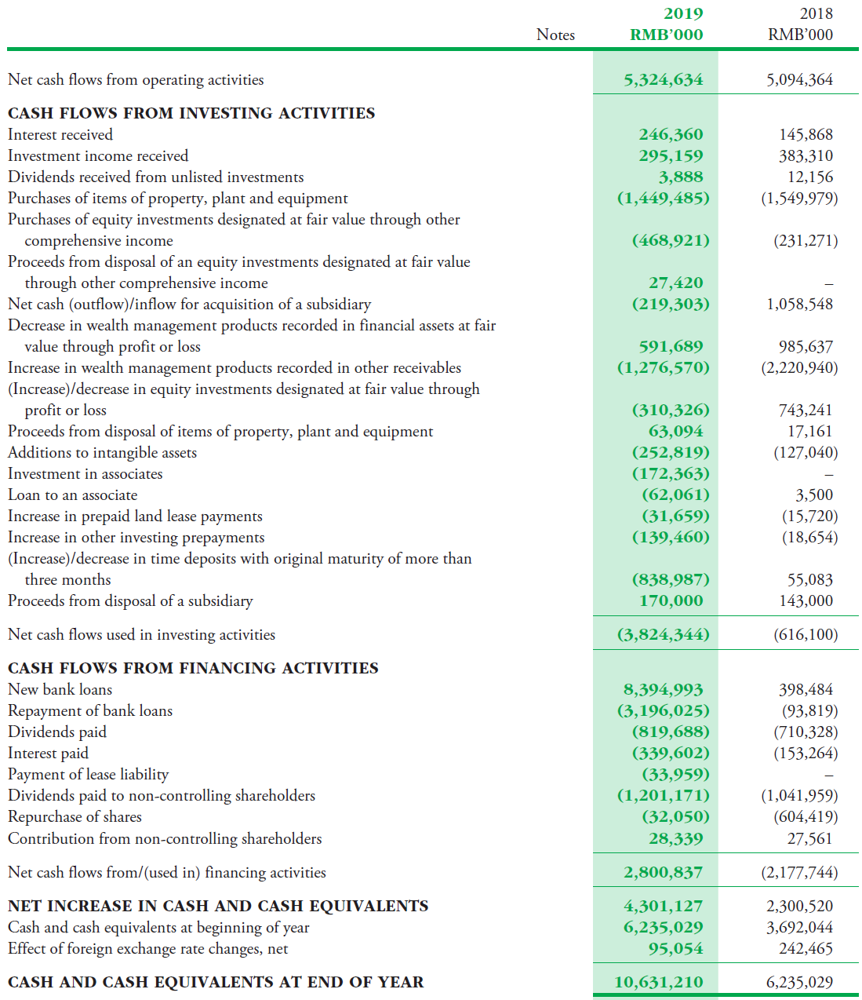 2019 2018
Notes RMB’000 RMB’000
Net cash flows from operating activities 5,324,634 5,094,364
CASH FLOWS FROM INVESTING ACTIVITIES
Interest received 246,360 145,868
Investment income received 295,159 383,310
Dividends received from unlisted investments 3,888 12,156
Purchases of items of property, plant and equipment (1,449,485) (1,549,979)
Purchases of equity investments designated at fair value through other
comprehensive income (468,921) (231,271)
Proceeds from disposal of an equity investments designated at fair value
through other comprehensive income 27,420 –
Net cash (outflow)/inflow for acquisition of a subsidiary (219,303) 1,058,548
Decrease in wealth management products recorded in financial assets at fair
value through profit or loss 591,689 985,637
Increase in wealth management products recorded in other receivables (1,276,570) (2,220,940)
(Increase)/decrease in equity investments designated at fair value through
profit or loss (310,326) 743,241
Proceeds from disposal of items of property, plant and equipment 63,094 17,161
Additions to intangible assets (252,819) (127,040)
Investment in associates (172,363) –
Loan to an associate (62,061) 3,500
Increase in prepaid land lease payments (31,659) (15,720)
Increase in other investing prepayments (139,460) (18,654)
(Increase)/decrease in time deposits with original maturity of more than
three months (838,987) 55,083
Proceeds from disposal of a subsidiary 170,000 143,000
Net cash flows used in investing activities (3,824,344) (616,100)
CASH FLOWS FROM FINANCING ACTIVITIES
New bank loans 8,394,993 398,484
Repayment of bank loans (3,196,025) (93,819)
Dividends paid (819,688) (710,328)
Interest paid (339,602) (153,264)
Payment of lease liability (33,959) –
Dividends paid to non-controlling shareholders (1,201,171) (1,041,959)
Repurchase of shares (32,050) (604,419)
Contribution from non-controlling shareholders 28,339 27,561
Net cash flows from/(used in) financing activities 2,800,837 (2,177,744)
NET INCREASE IN CASH AND CASH EQUIVALENTS 4,301,127 2,300,520
Cash and cash equivalents at beginning of year 6,235,029 3,692,044
Effect of foreign exchange rate changes, net 95,054 242,465
CASH AND CASH EQUIVALENTS AT END OF YEAR 10,631,210 6,235,029